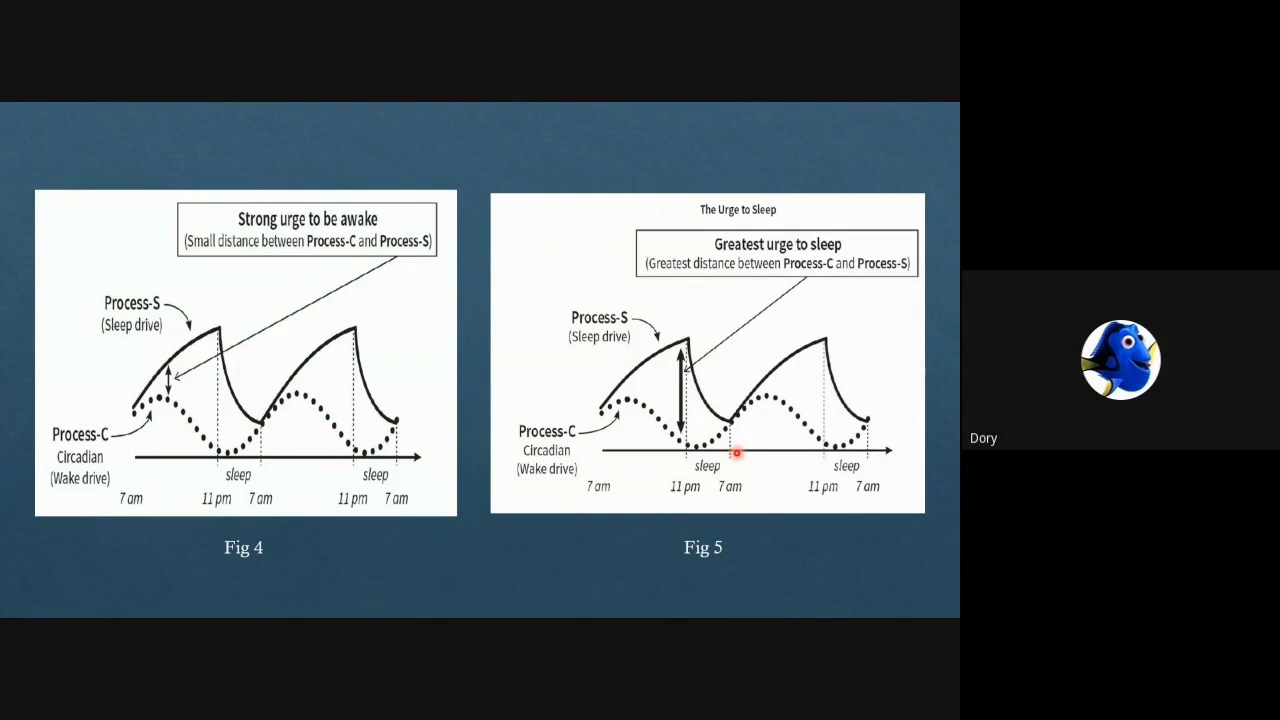 Strong urge to be awake
(Small distance between Process-C and Process-S)
Process-S
(Sleep drive)
Process-C
Circadian
(Wake drive)
sleep
sleep
7 am
11 pm
7 am
11 pm
7 am
Fig 4
The Urge to Sleep
Greatest urge to sleep
(Greatest distance between Process-C and Process-S)
Process-S
(Sleep drive)
Process-C
Circadian
(Wake drive)
sleep
sleep
7 am
11 pm
7 am
11 pm
7 am
Fig 5
Dory